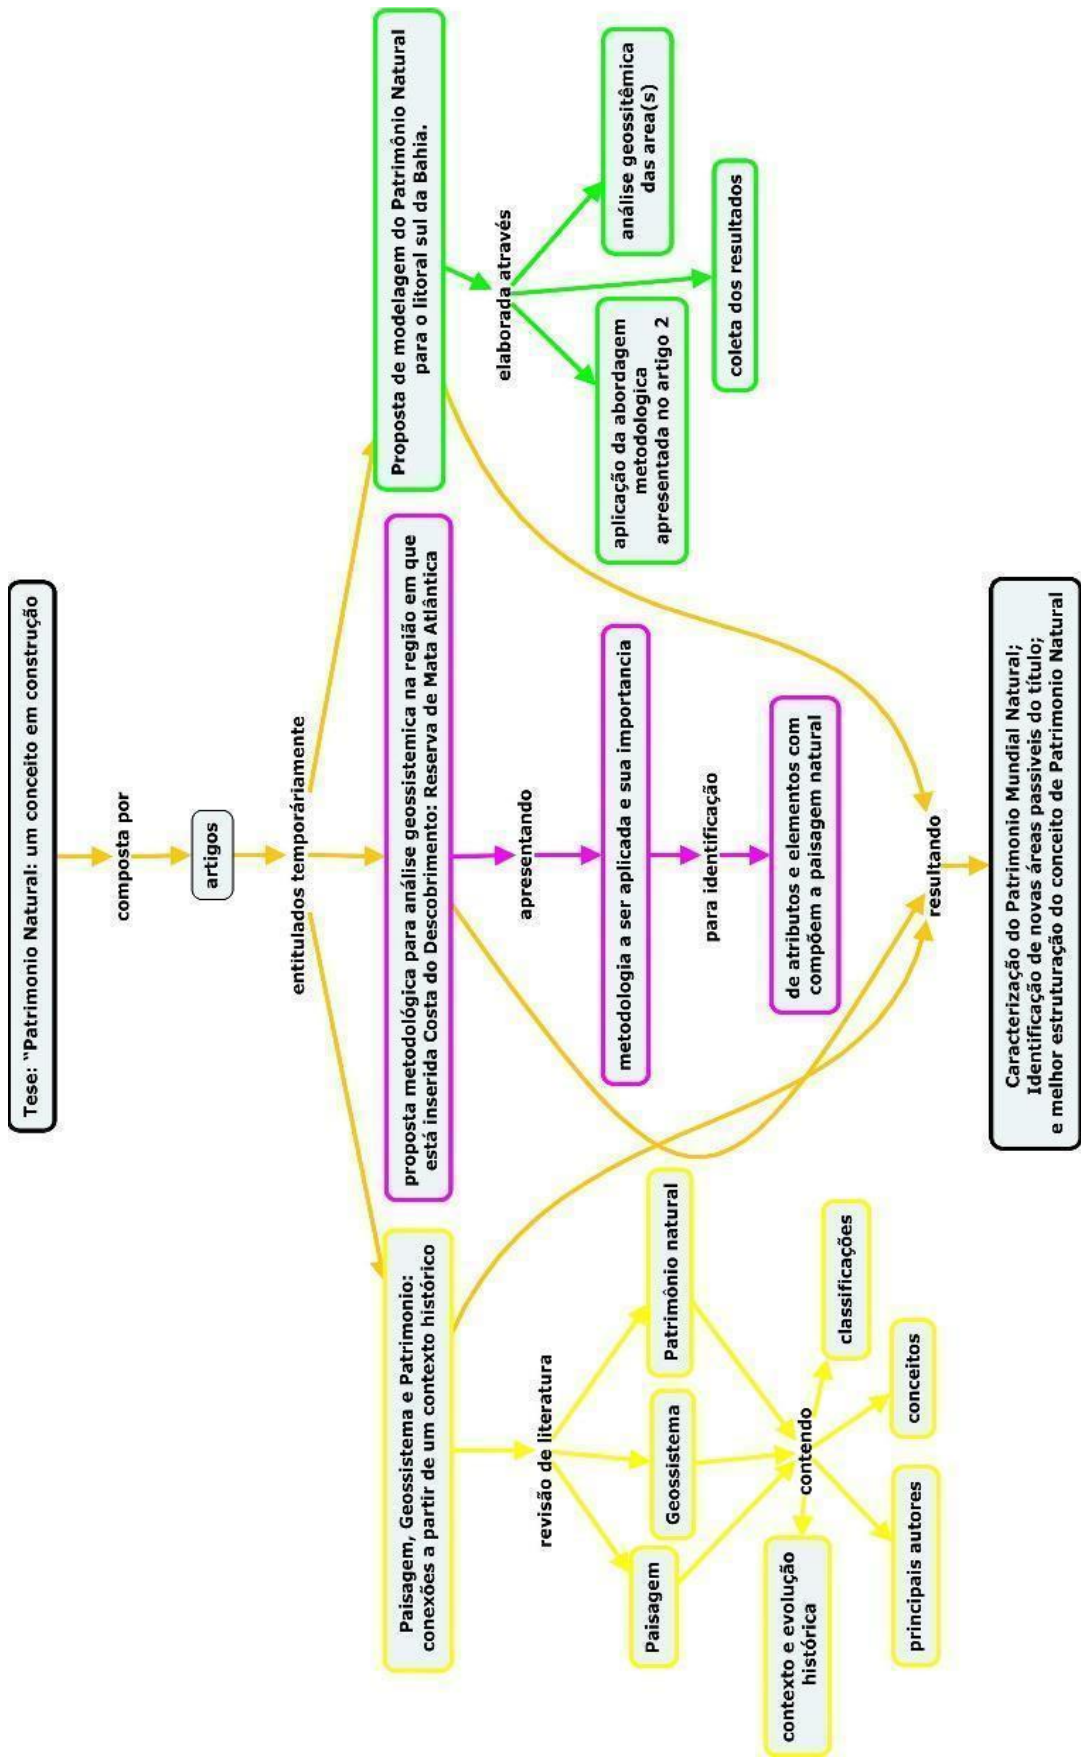 Tese: "Patrimonio Natural: um conceito em construção
composta por
artigos
entitulados temporáriamente
Paisagem, Geossistema e Patrimonio:
conexões a partir de um contexto histórico
proposta metodológica para análise geossistemica na região em que
está inserida Costa do Descobrimento: Reserva de Mata Atlântica
Proposta de modelagem do Patrimônio Natural
para o litoral sul da Bahia.
revisão de literatura
apresentando
elaborada através
Paisagem
Geossistema
Patrimônio natural
metodologia a ser aplicada e sua importancia
aplicação da abordagem
metodologica
apresentada no artigo 2
análise geossitêmica
das area(s)
para identificação
coleta dos resultados
contendo
de atributos e elementos com
compõem a paisagem natural
contexto e evolução
histórica
classificações
principais autores
conceitos
resultando
Caracterização do Patrimonio Mundial Natural;
Identificação de novas áreas passiveis do título;
e melhor estruturação do conceito de Patrimonio Natural